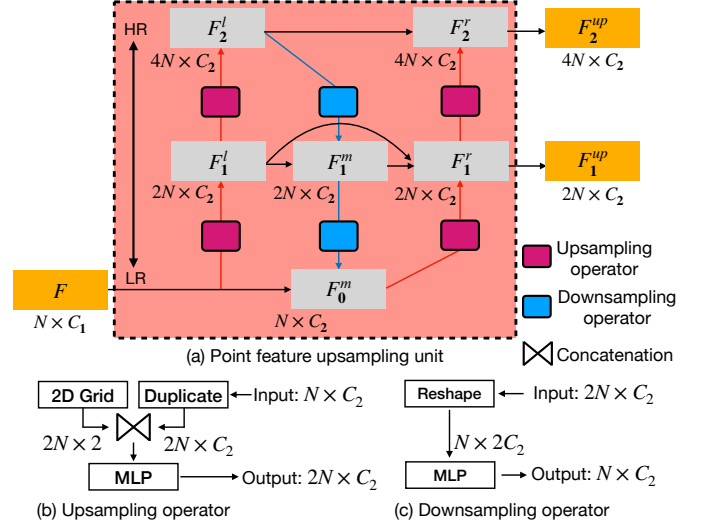 HR
F_2^l
F_2^r
F_2^{up}
4N × C_2
4N × C_2
4N × C_2
F_1^l
F_1^m
F_1^r
F_1^{up}
2N × C_2
2N × C_2
2N × C_2
2N × C_2
LR
F
F_0^m
N × C_1
N × C_2
Upsampling
operator
Downsampling
operator
Concatenation
(a) Point feature upsampling unit
2D Grid
Duplicate
Input: N × C_2
2N × 2
2N × C_2
MLP
Output: 2N × C_2
(b) Upsampling operator
Reshape
Input: 2N × C_2
N × 2C_2
MLP
Output: N × C_2
(c) Downsampling operator